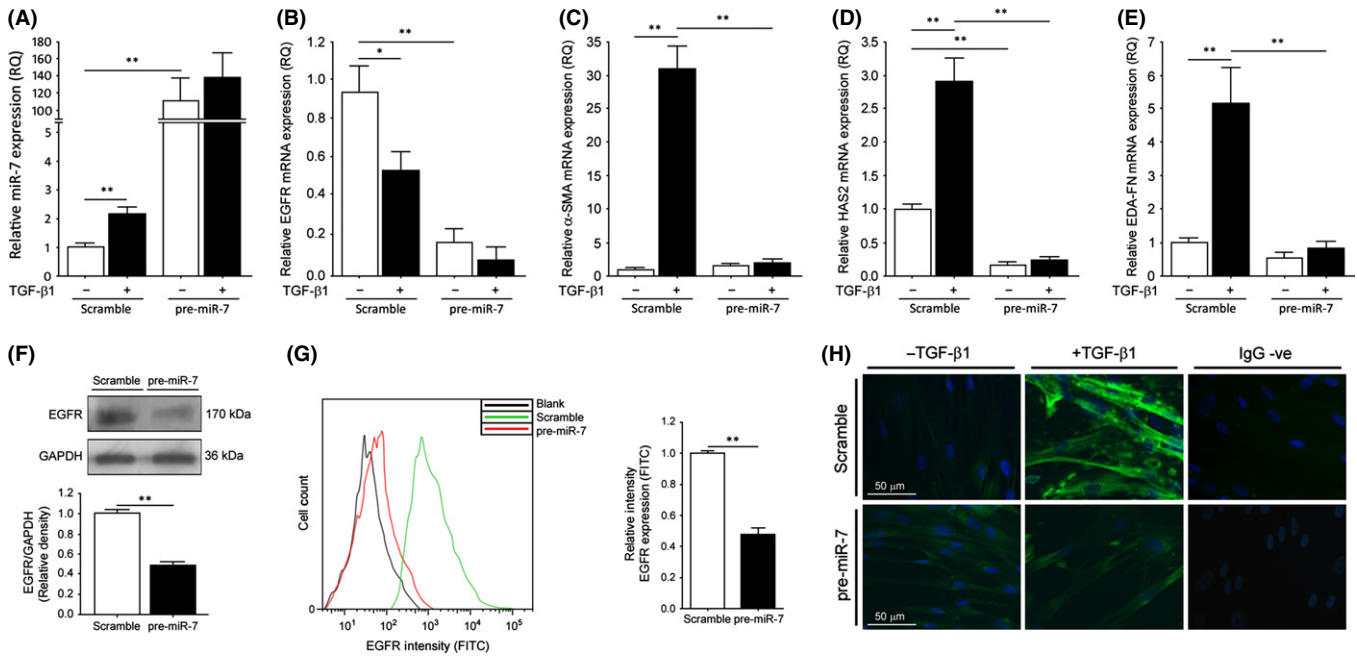 (A)
Relative miR-7 expression (RQ)
180
160
140
120
100
5
4
3
2
1
0
**
**
TGF-β1
– + – +
Scramble pre-miR-7
(B)
Relative EGFR mRNA expression (RQ)
1.2
1.0
0.8
0.6
0.4
0.2
0.0
**
*
TGF-β1
– + – +
Scramble pre-miR-7
(C)
Relative α-SMA mRNA expression (RQ)
35
30
25
20
15
10
5
0
** **
TGF-β1
– + – +
Scramble pre-miR-7
(D)
Relative HAS2 mRNA expression (RQ)
3.5
3.0
2.5
2.0
1.5
1.0
0.5
0.0
** **
**
TGF-β1
– + – +
Scramble pre-miR-7
(E)
Relative EDA-FN mRNA expression (RQ)
7
6
5
4
3
2
1
0
** **
TGF-β1
– + – +
Scramble pre-miR-7
(F)
Scramble pre-miR-7
EGFR 170 kDa
GAPDH 36 kDa
EGFR/GAPDH
(Relative density)
1.2
1.0
0.8
0.6
0.4
0.2
0.0
**
Scramble pre-miR-7
(G)
Blank
Scramble
pre-miR-7
Cell count
0
10¹ 10² 10³ 10⁴ 10⁵
EGFR intensity (FITC)
Relative intensity
EGFR expression (FITC)
1.2
1.0
0.8
0.6
0.4
0.2
0.0
**
Scramble pre-miR-7
(H)
–TGF-β1 +TGF-β1 IgG -ve
Scramble
50 μm
pre-miR-7
50 μm